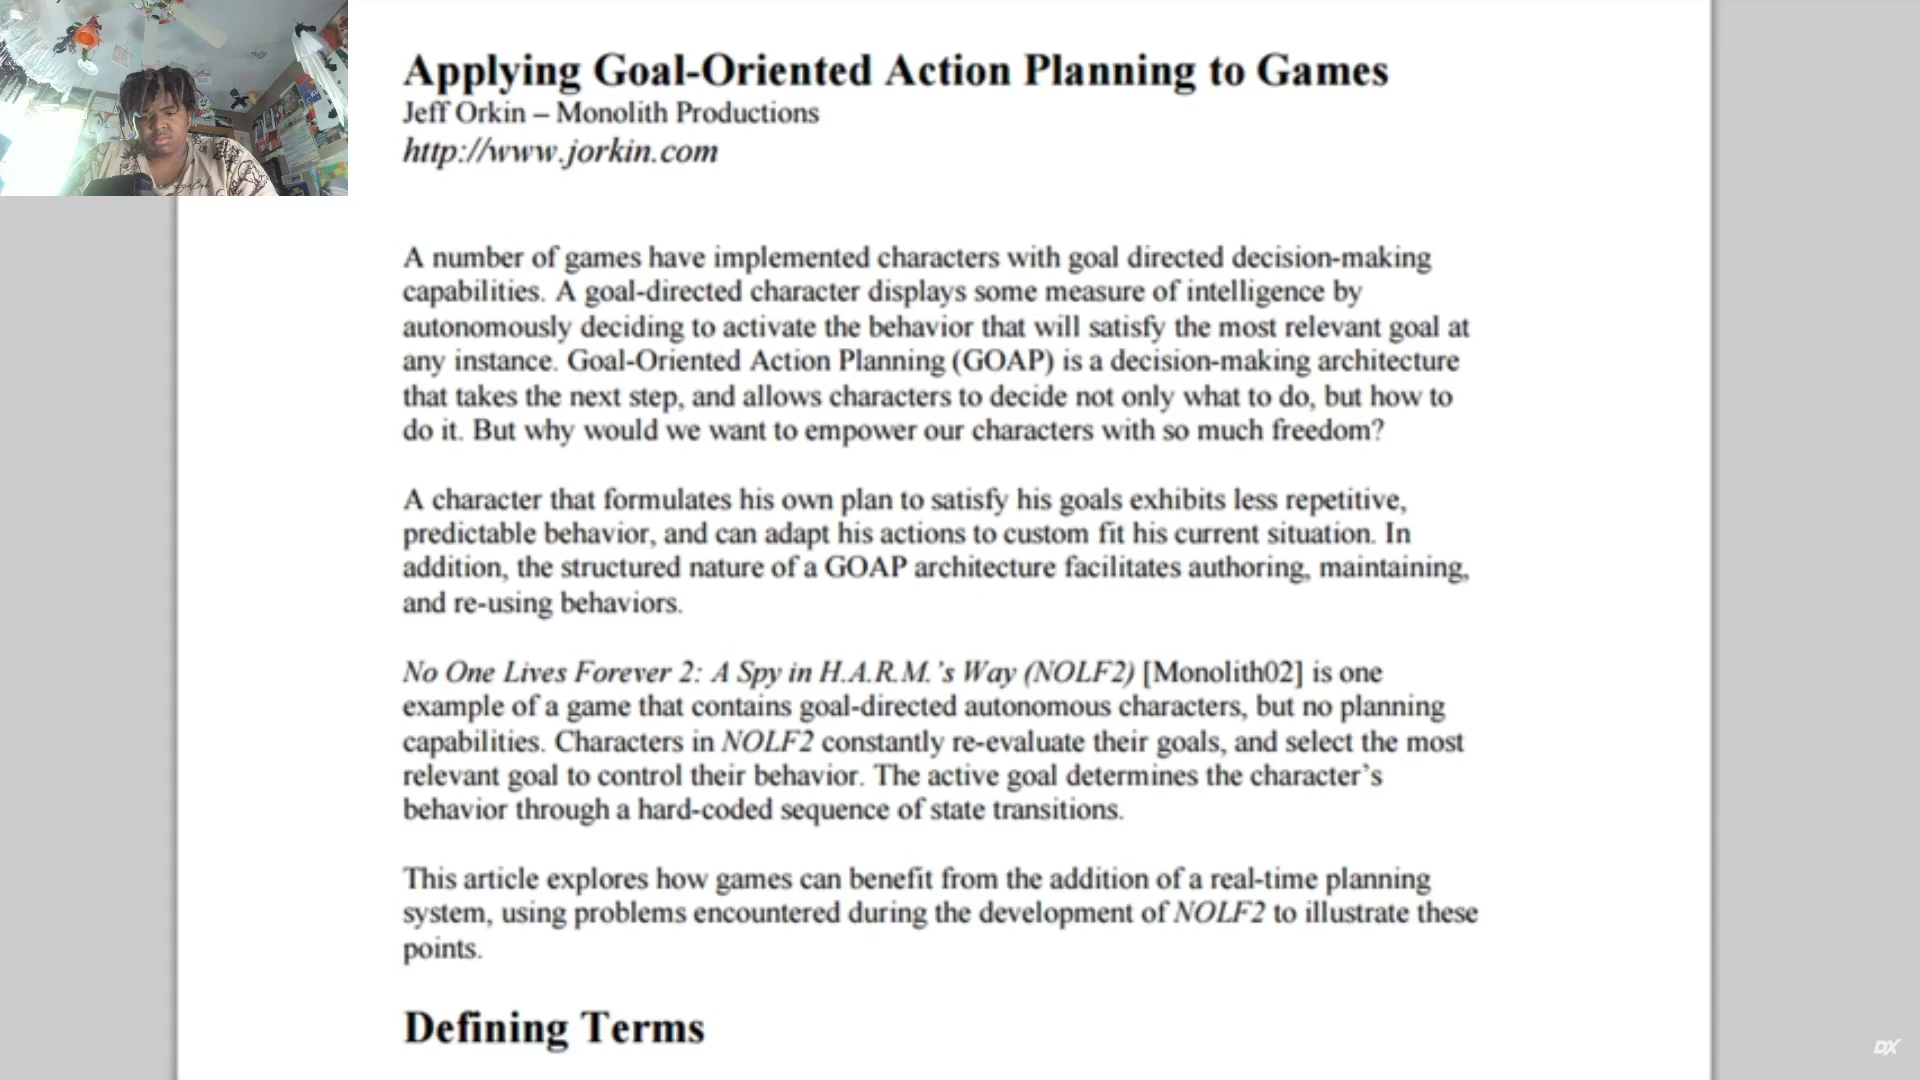 Applying Goal-Oriented Action Planning to Games
Jeff Orkin – Monolith Productions
http://www.jorkin.com
A number of games have implemented characters with goal directed decision-making
capabilities. A goal-directed character displays some measure of intelligence by
autonomously deciding to activate the behavior that will satisfy the most relevant goal at
any instance. Goal-Oriented Action Planning (GOAP) is a decision-making architecture
that takes the next step, and allows characters to decide not only what to do, but how to
do it. But why would we want to empower our characters with so much freedom?
A character that formulates his own plan to satisfy his goals exhibits less repetitive,
predictable behavior, and can adapt his actions to custom fit his current situation. In
addition, the structured nature of a GOAP architecture facilitates authoring, maintaining,
and re-using behaviors.
No One Lives Forever 2: A Spy in H.A.R.M.'s Way (NOLF2) [Monolith02] is one
example of a game that contains goal-directed autonomous characters, but no planning
capabilities. Characters in NOLF2 constantly re-evaluate their goals, and select the most
relevant goal to control their behavior. The active goal determines the character’s
behavior through a hard-coded sequence of state transitions.
This article explores how games can benefit from the addition of a real-time planning
system, using problems encountered during the development of NOLF2 to illustrate these
points.
Defining Terms
DX